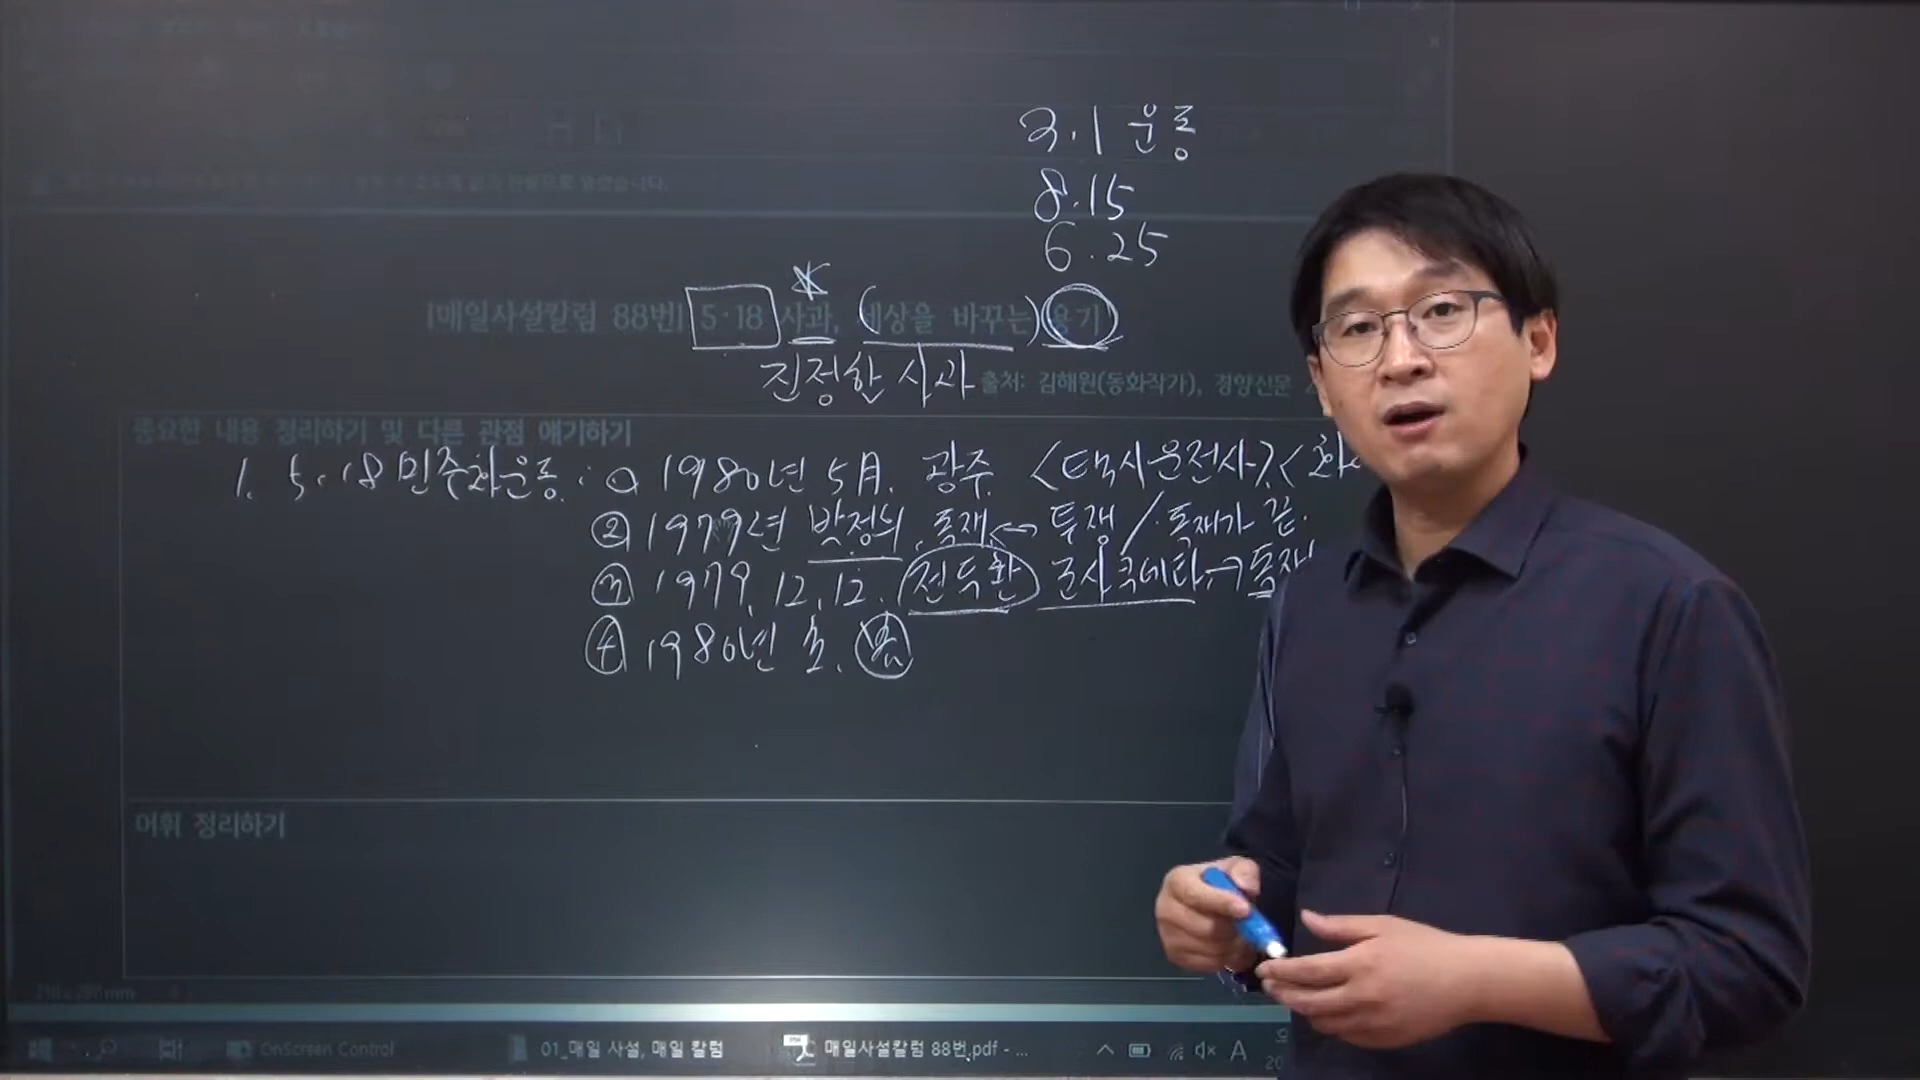 3.1 운동
8.15
6.25
[매일사설칼럼 88번] 5·18 사과, 세상을 바꾸는 용기
진정한 사과
출처: 김해원(동화작가), 경향신문
중요한 내용 정리하기 및 다른 관점 얘기하기
1. 5.18 민주화운동: ① 1980년 5月. 광주. <택시운전사>, <화
② 1979년 박정희. 독재 ↔ 투쟁 / 독재가 끝.
③ 1979. 12. 12. 전두환 군사쿠데타 → 독재
④ 1980년 초. 봄
어휘 정리하기
OnScreen Control 01_매일 사설, 매일 칼럼 매일사설칼럼 88번.pdf - ... A